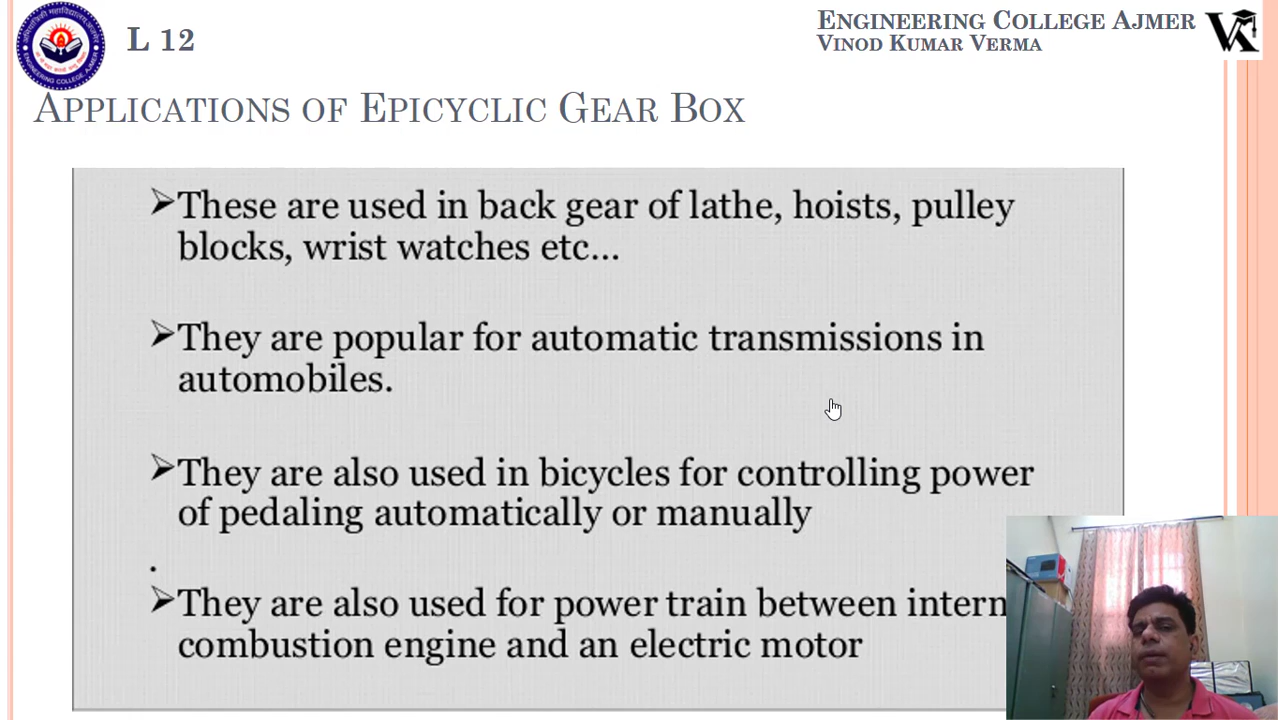 L 12
ENGINEERING COLLEGE AJMER
VINOD KUMAR VERMA
APPLICATIONS OF EPICYCLIC GEAR BOX
➢These are used in back gear of lathe, hoists, pulley
blocks, wrist watches etc...
➢They are popular for automatic transmissions in
automobiles.
➢They are also used in bicycles for controlling power
of pedaling automatically or manually
.
➢They are also used for power train between intern
combustion engine and an electric motor